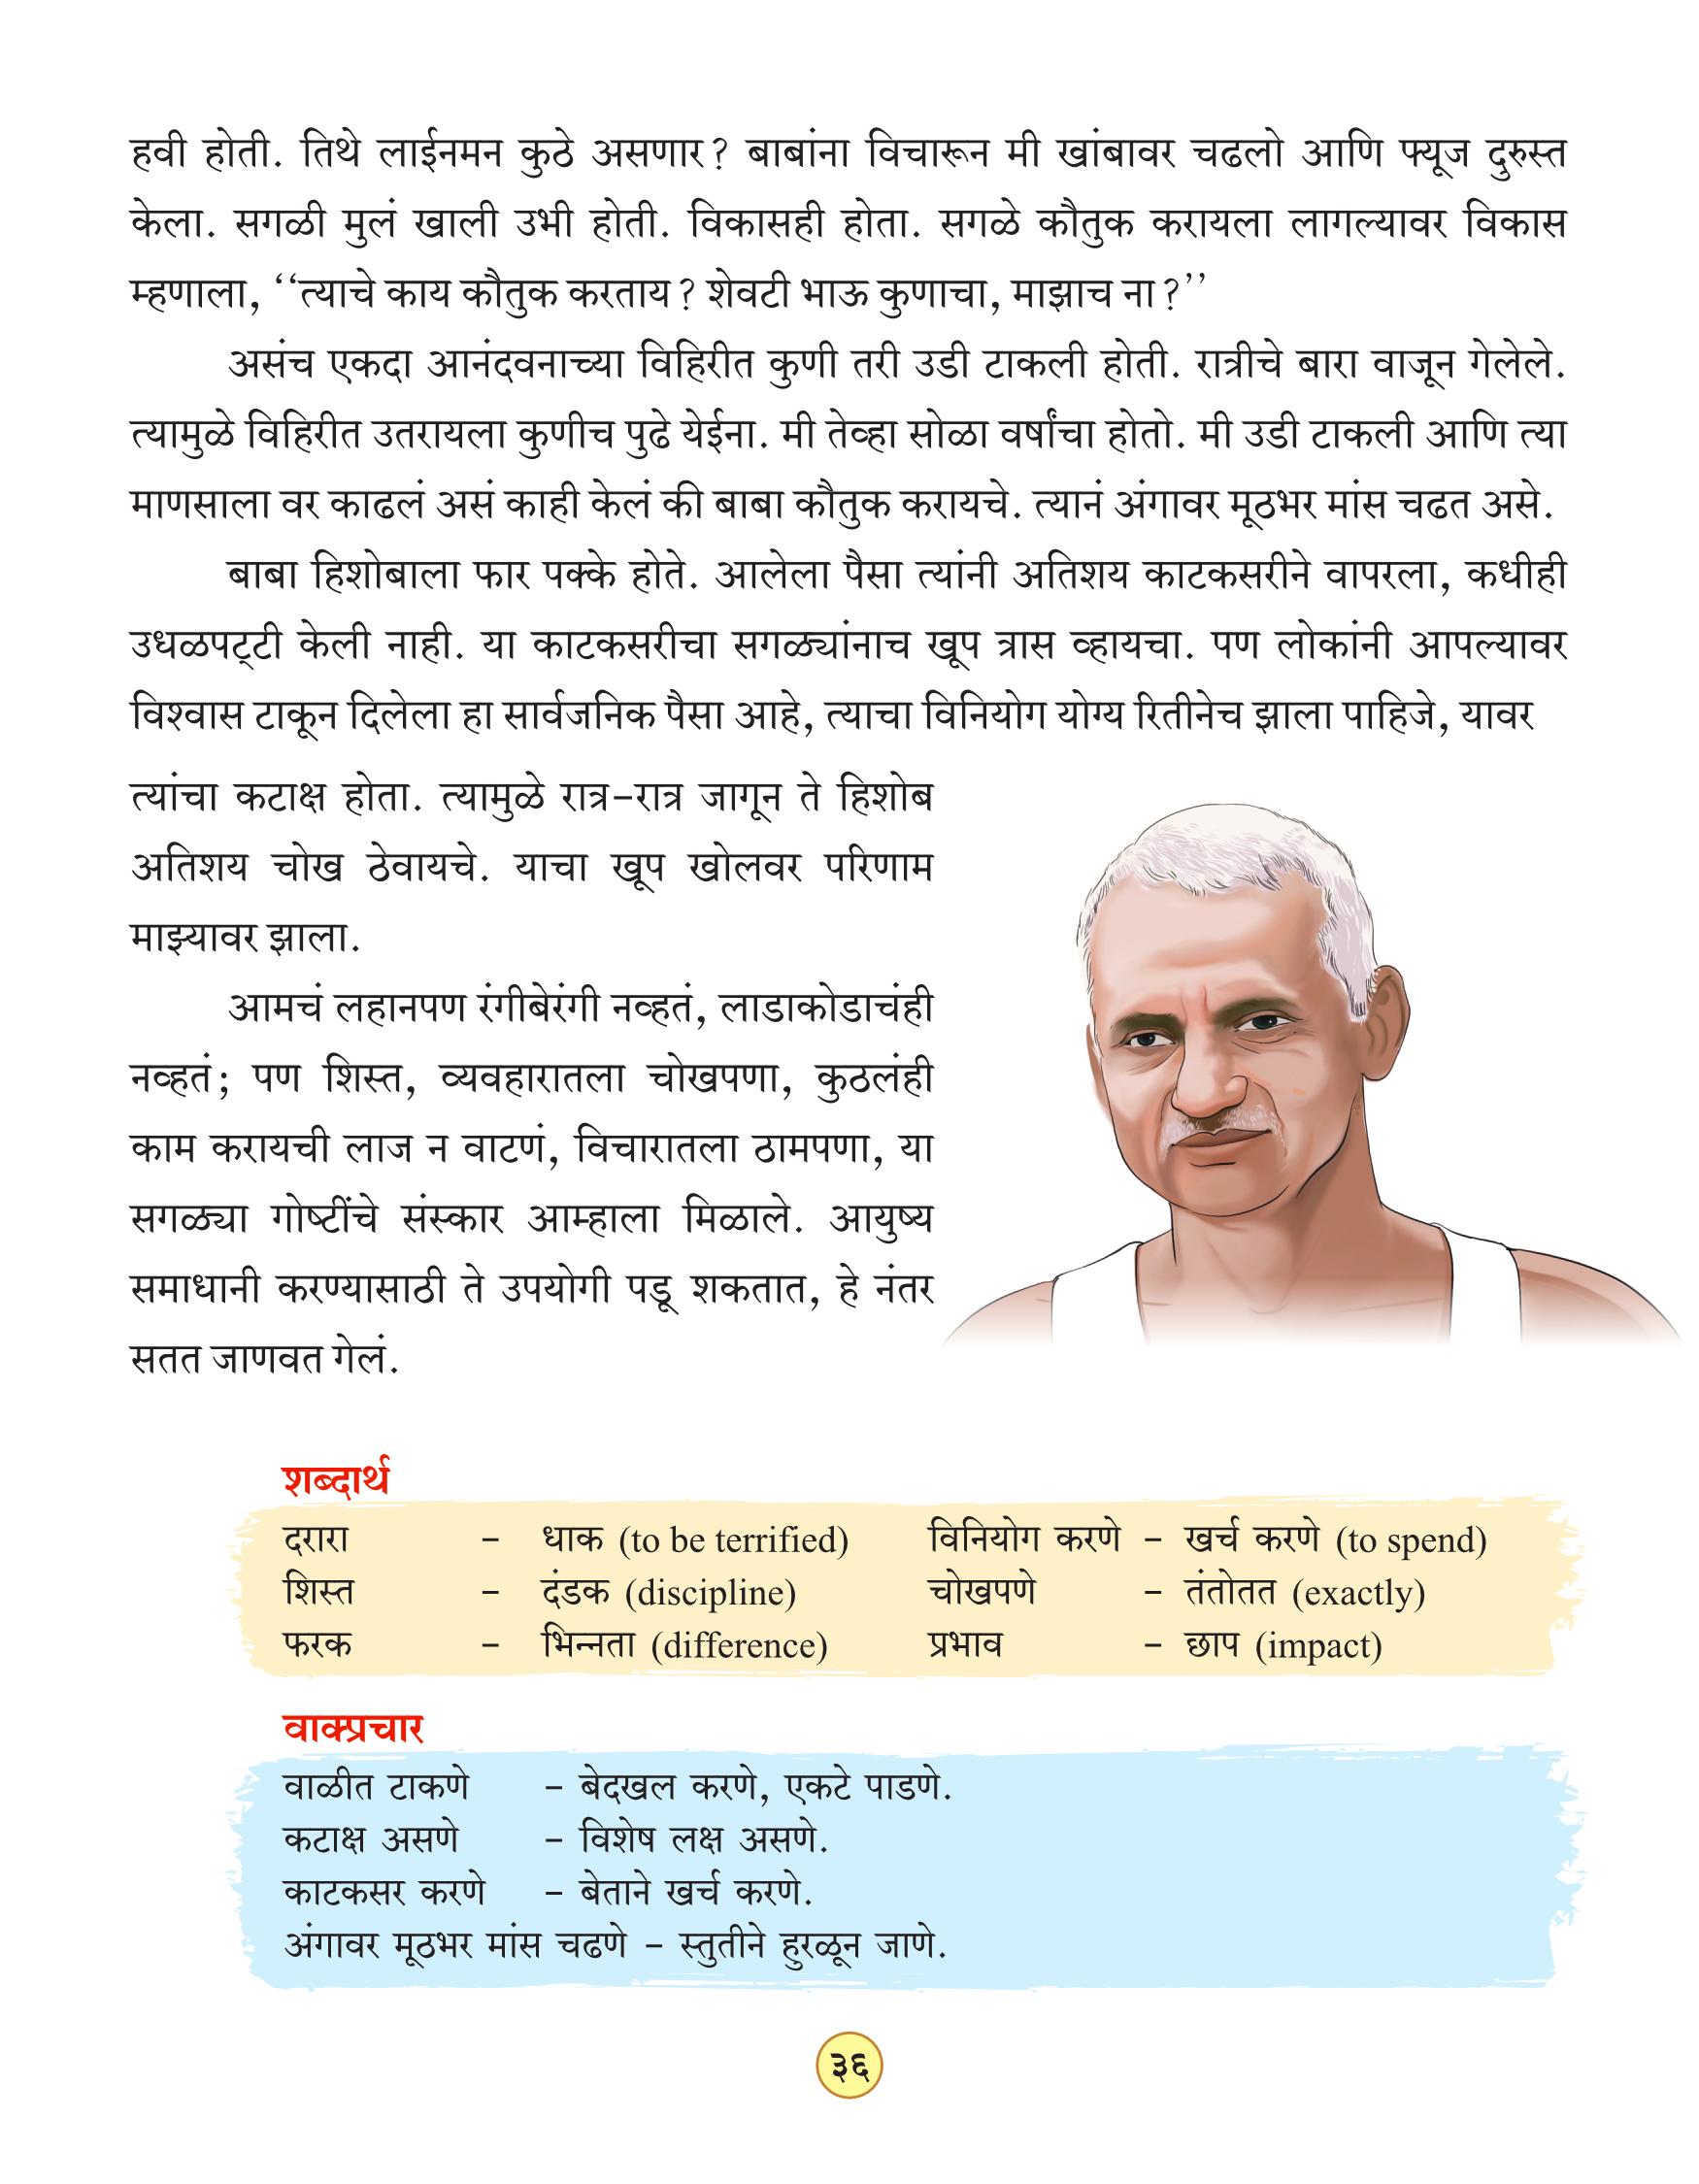 हवी होती. तिथे लाईनमन कुठे असणार? बाबांना विचारून मी खांबावर चढलो आणि फ्यूज दुरुस्त
केला. सगळी मुलं खाली उभी होती. विकासही होता. सगळे कौतुक करायला लागल्यावर विकास
म्हणाला, ‘‘त्याचे काय कौतुक करताय? शेवटी भाऊ कुणाचा, माझाच ना?’’
असंच एकदा आनंदवनाच्या विहिरीत कुणी तरी उडी टाकली होती. रात्रीचे बारा वाजून गेलेले.
त्यामुळे विहिरीत उतरायला कुणीच पुढे येईना. मी तेव्हा सोळा वर्षांचा होतो. मी उडी टाकली आणि त्या
माणसाला वर काढलं असं काही केलं की बाबा कौतुक करायचे. त्यानं अंगावर मूठभर मांस चढत असे.
बाबा हिशोबाला फार पक्के होते. आलेला पैसा त्यांनी अतिशय काटकसरीने वापरला, कधीही
उधळपट्टी केली नाही. या काटकसरीचा सगळ्यांनाच खूप त्रास व्हायचा. पण लोकांनी आपल्यावर
विश्वास टाकून दिलेला हा सार्वजनिक पैसा आहे, त्याचा विनियोग योग्य रितीनेच झाला पाहिजे, यावर
त्यांचा कटाक्ष होता. त्यामुळे रात्र-रात्र जागून ते हिशोब
अतिशय चोख ठेवायचे. याचा खूप खोलवर परिणाम
माझ्यावर झाला.
आमचं लहानपण रंगीबेरंगी नव्हतं, लाडाकोडाचंही
नव्हतं; पण शिस्त, व्यवहारातला चोखपणा, कुठलंही
काम करायची लाज न वाटणं, विचारातला ठामपणा, या
सगळ्या गोष्टींचे संस्कार आम्हाला मिळाले. आयुष्य
समाधानी करण्यासाठी ते उपयोगी पडू शकतात, हे नंतर
सतत जाणवत गेलं.
शब्दार्थ
दरारा - धाक (to be terrified) विनियोग करणे - खर्च करणे (to spend)
शिस्त - दंडक (discipline) चोखपणे - तंतोतत (exactly)
फरक - भिन्नता (difference) प्रभाव - छाप (impact)
वाक्प्रचार
वाळीत टाकणे - बेदखल करणे, एकटे पाडणे.
कटाक्ष असणे - विशेष लक्ष असणे.
काटकसर करणे - बेताने खर्च करणे.
अंगावर मूठभर मांस चढणे - स्तुतीने हुरळून जाणे.
३६